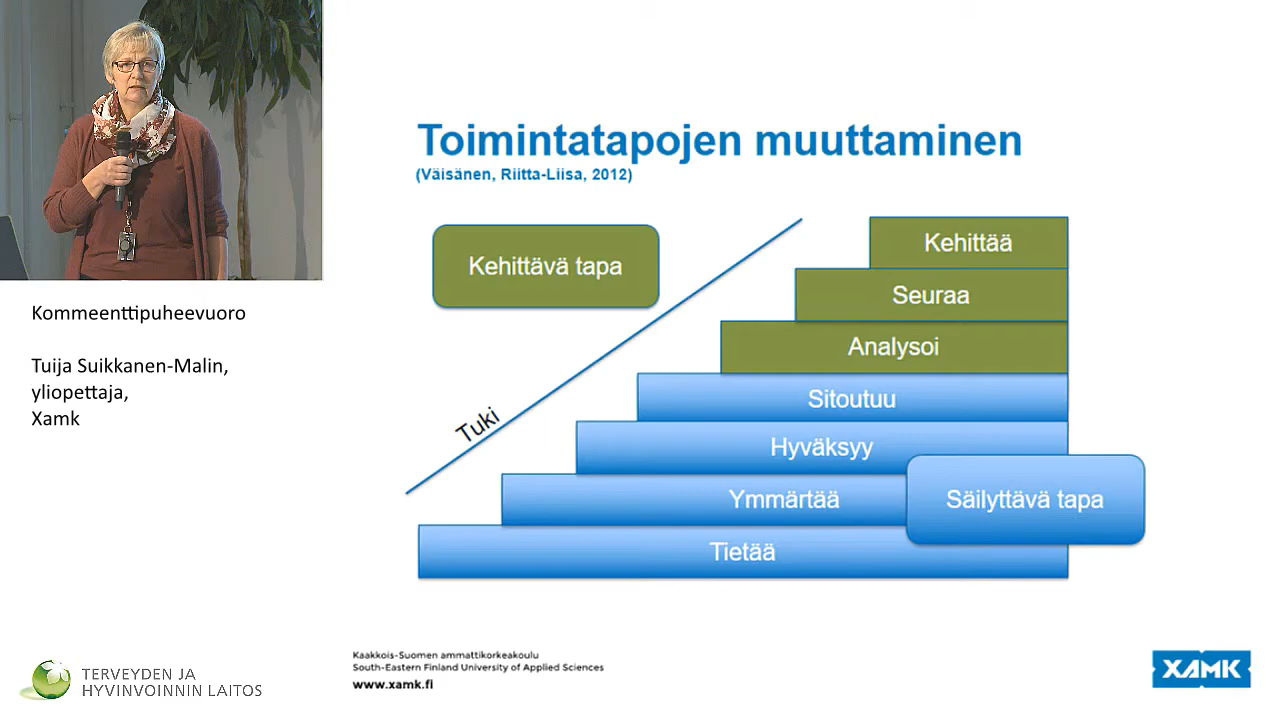 Kommeenttipuheevuoro
Tuija Suikkanen-Malin,
yliopettaja,
Xamk
TERVEYDEN JA
HYVINVOINNIN LAITOS
Toimintatapojen muuttaminen
(Väisänen, Riitta-Liisa, 2012)
Kehittävä tapa
Tuki
Kehittää
Seuraa
Analysoi
Sitoutuu
Hyväksyy
Ymmärtää
Säilyttävä tapa
Tietää
Kaakkois-Suomen ammattikorkeakoulu
South-Eastern Finland University of Applied Sciences
www.xamk.fi
XAMK